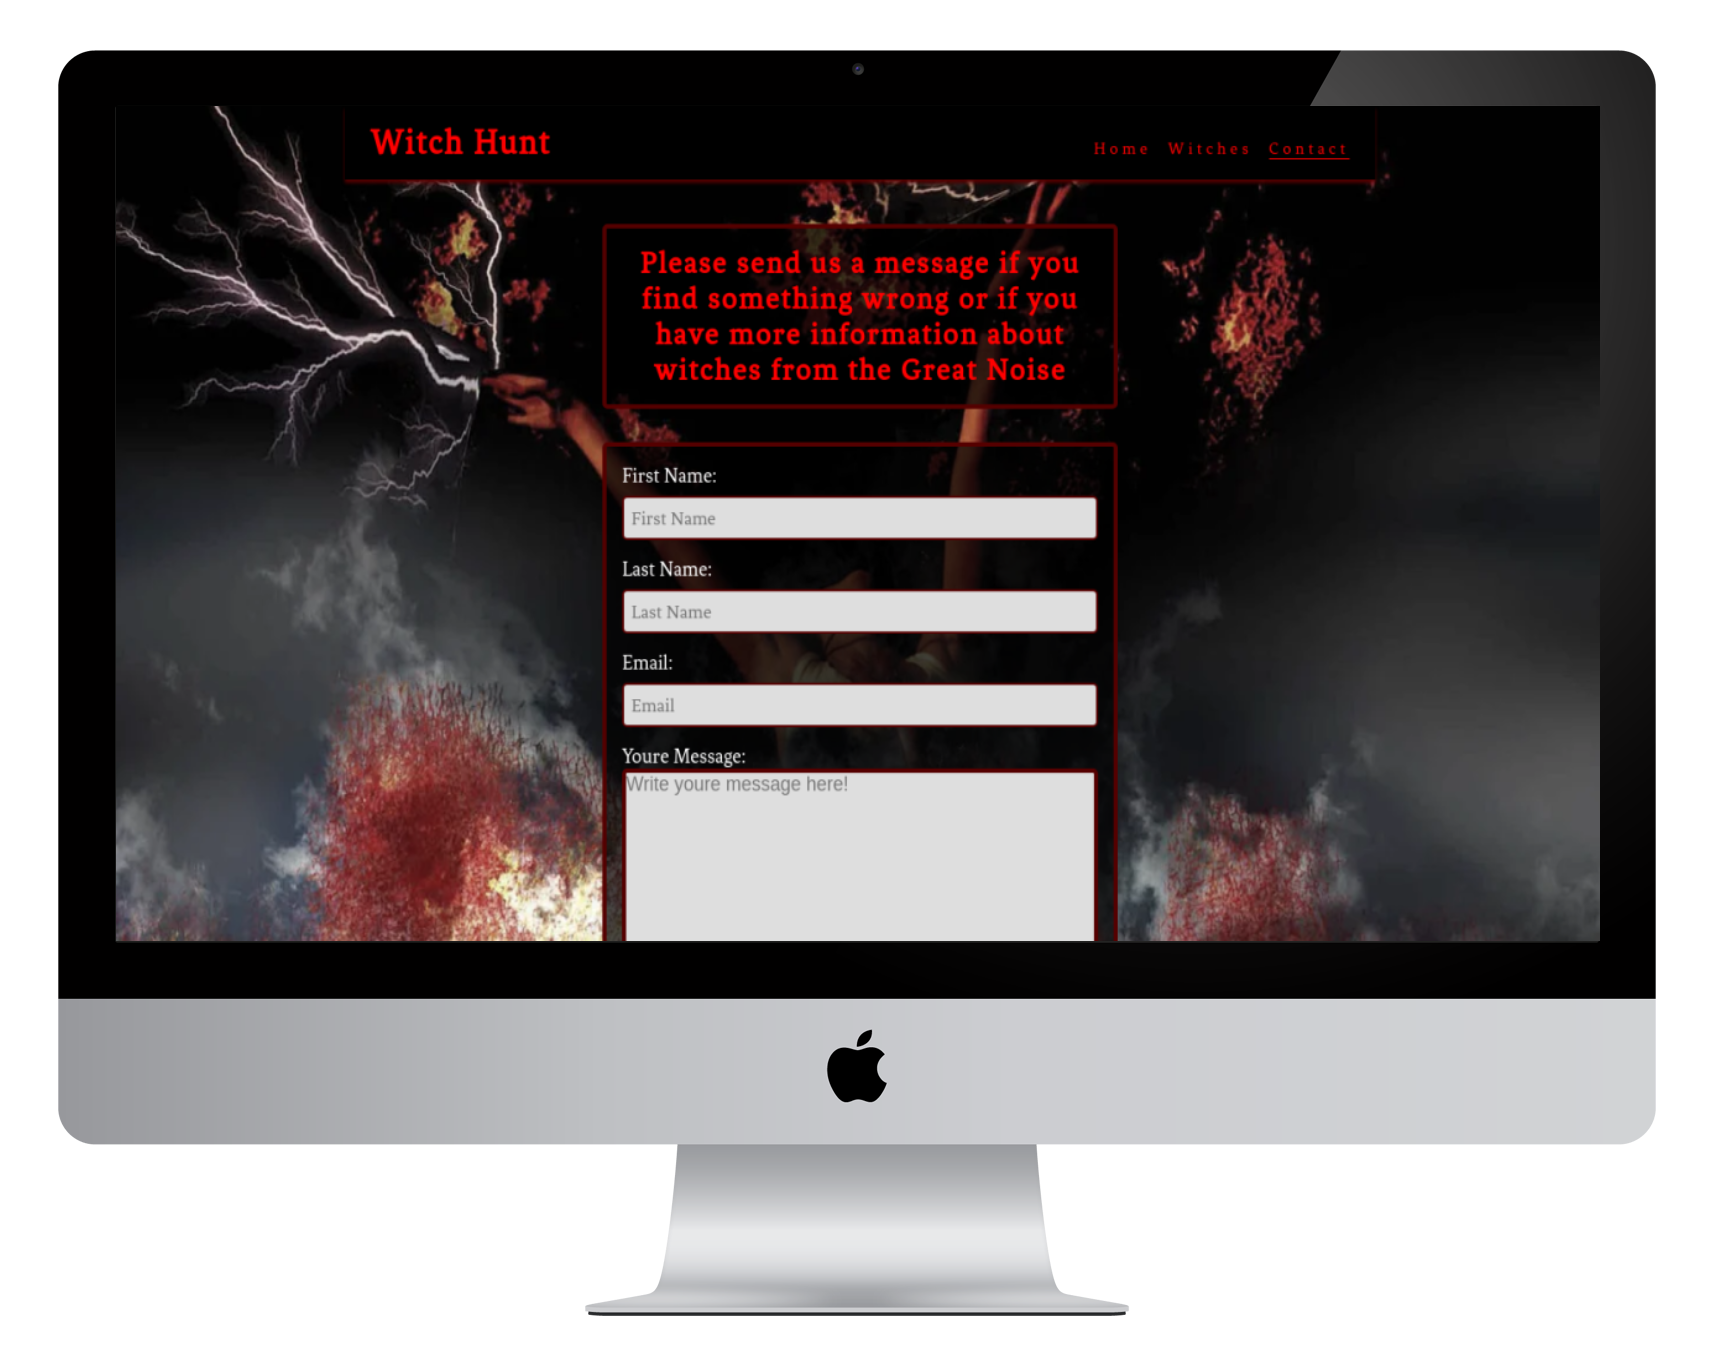 Witch Hunt
Home Witches Contact
Please send us a message if you
find something wrong or if you
have more information about
witches from the Great Noise
First Name:
First Name
Last Name:
Last Name
Email:
Email
Youre Message:
Write youre message here!